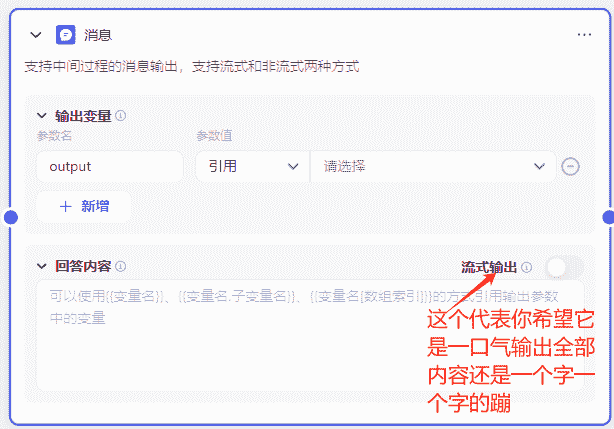 消息
支持中间过程的消息输出，支持流式和非流式两种方式
输出变量
参数名 参数值
output 引用 请选择
+ 新增
回答内容 流式输出
可以使用{{变量名}}、{{变量名.子变量名}}、{{变量名[数组索引]}}的方式引用输出参数
中的变量
这个代表你希望它
是一口气输出全部
内容还是一个字一
个字的蹦